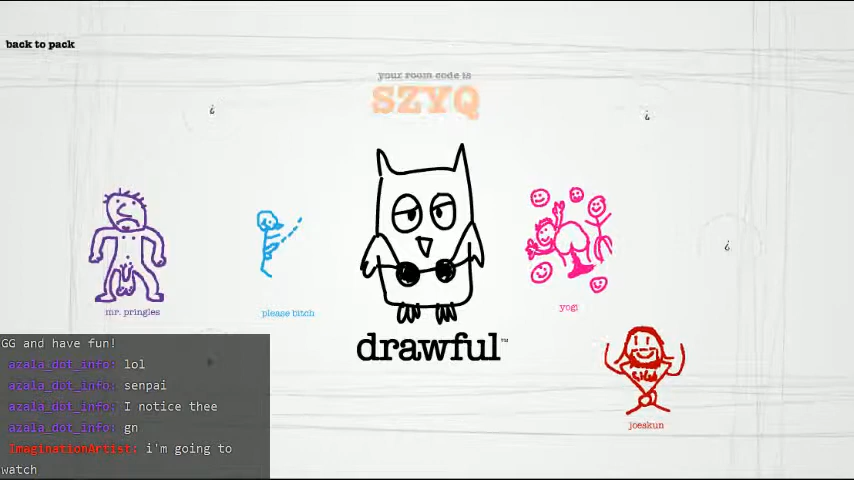 back to pack
your room code is
SZYQ
¿
¿
¿
mr. pringles
please bitch
yogi
drawful™
joeskun
GG and have fun!
azala_dot_info: lol
azala_dot_info: senpai
azala_dot_info: I notice thee
azala_dot_info: gn
ImaginationArtist: i'm going to
watch